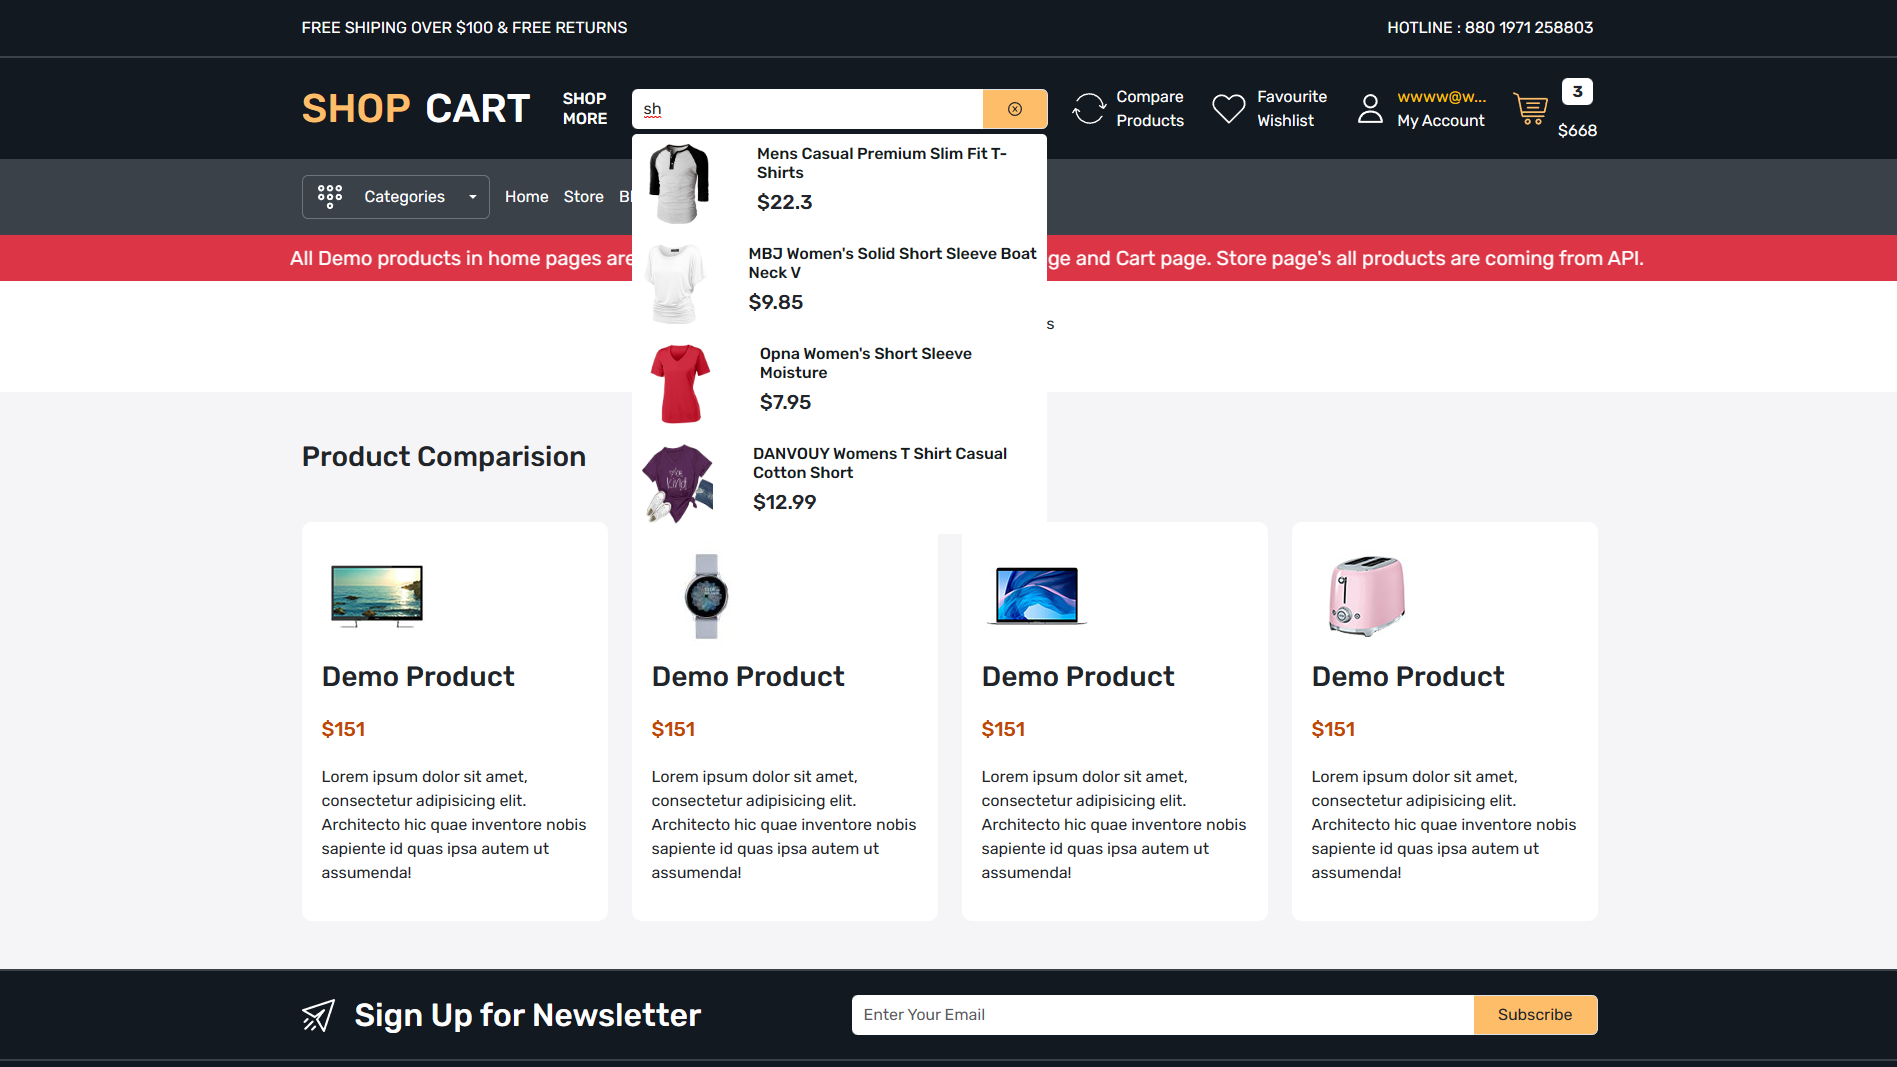 FREE SHIPING OVER $100 & FREE RETURNS
HOTLINE : 880 1971 258803
SHOP CART
SHOP
MORE
sh
Compare
Products
Favourite
Wishlist
wwww@w...
My Account
3
$668
Mens Casual Premium Slim Fit T-
Shirts
$22.3
MBJ Women's Solid Short Sleeve Boat
Neck V
$9.85
Opna Women's Short Sleeve
Moisture
$7.95
DANVOUY Womens T Shirt Casual
Cotton Short
$12.99
Categories
Home
Store
All Demo products in home pages are
ge and Cart page. Store page's all products are coming from API.
s
Product Comparision
Demo Product
$151
Lorem ipsum dolor sit amet,
consectetur adipisicing elit.
Architecto hic quae inventore nobis
sapiente id quas ipsa autem ut
assumenda!
Demo Product
$151
Lorem ipsum dolor sit amet,
consectetur adipisicing elit.
Architecto hic quae inventore nobis
sapiente id quas ipsa autem ut
assumenda!
Demo Product
$151
Lorem ipsum dolor sit amet,
consectetur adipisicing elit.
Architecto hic quae inventore nobis
sapiente id quas ipsa autem ut
assumenda!
Demo Product
$151
Lorem ipsum dolor sit amet,
consectetur adipisicing elit.
Architecto hic quae inventore nobis
sapiente id quas ipsa autem ut
assumenda!
Sign Up for Newsletter
Enter Your Email
Subscribe